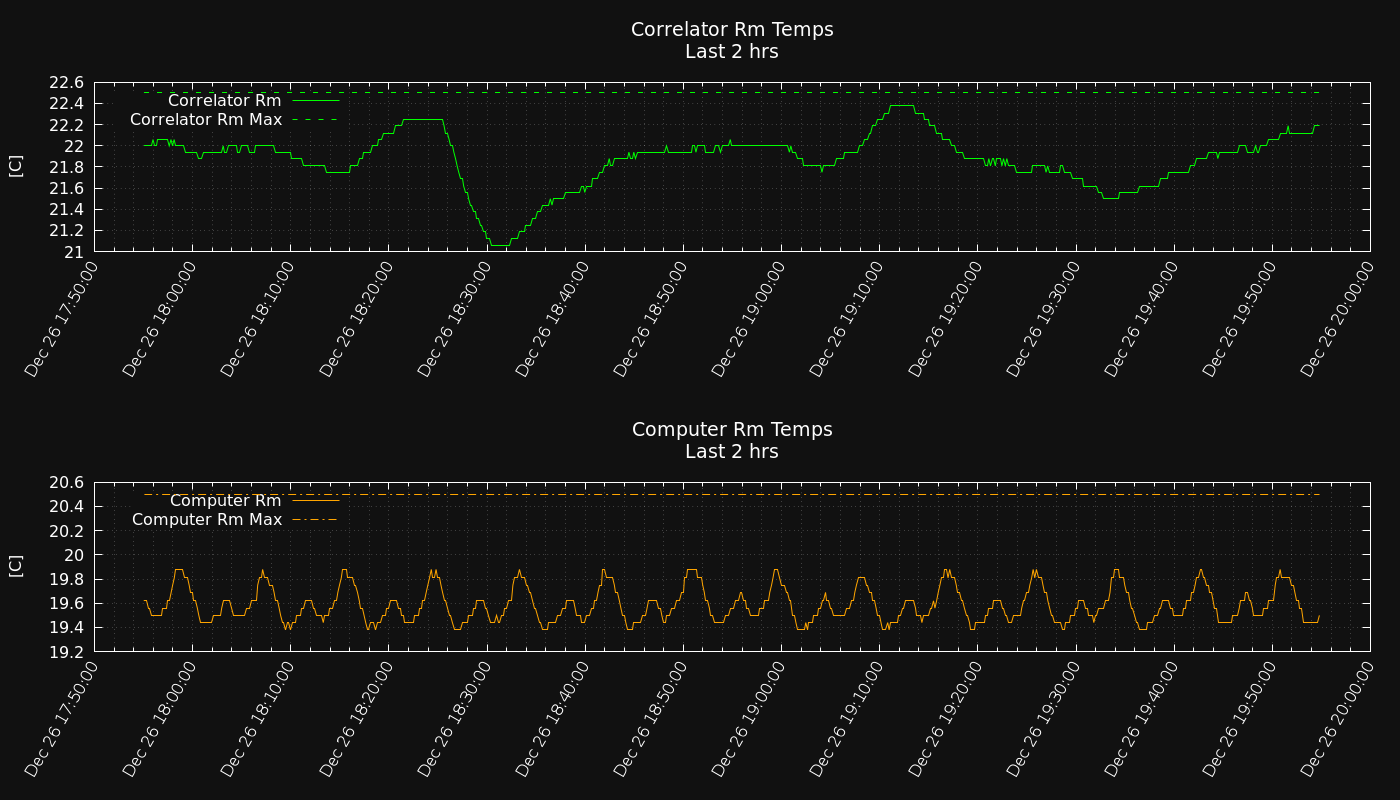 Correlator Rm Temps
Last 2 hrs
22.6
22.4
22.2
22
21.8
21.6
21.4
21.2
21
[C]
Correlator Rm
Correlator Rm Max
Dec 26 17:50:00
Dec 26 18:00:00
Dec 26 18:10:00
Dec 26 18:20:00
Dec 26 18:30:00
Dec 26 18:40:00
Dec 26 18:50:00
Dec 26 19:00:00
Dec 26 19:10:00
Dec 26 19:20:00
Dec 26 19:30:00
Dec 26 19:40:00
Dec 26 19:50:00
Dec 26 20:00:00
Computer Rm Temps
Last 2 hrs
20.6
20.4
20.2
20
19.8
19.6
19.4
19.2
[C]
Computer Rm
Computer Rm Max
Dec 26 17:50:00
Dec 26 18:00:00
Dec 26 18:10:00
Dec 26 18:20:00
Dec 26 18:30:00
Dec 26 18:40:00
Dec 26 18:50:00
Dec 26 19:00:00
Dec 26 19:10:00
Dec 26 19:20:00
Dec 26 19:30:00
Dec 26 19:40:00
Dec 26 19:50:00
Dec 26 20:00:00